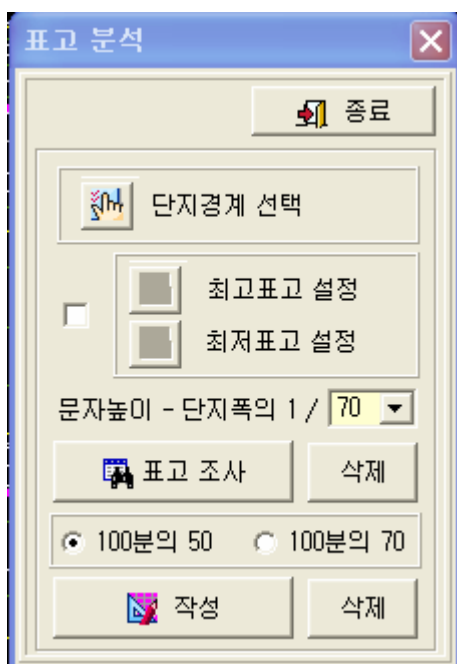 표고 분석
종료
단지경계 선택
최고표고 설정
최저표고 설정
문자높이 - 단지폭의 1 / 70
표고 조사 삭제
100분의 50 100분의 70
작성 삭제